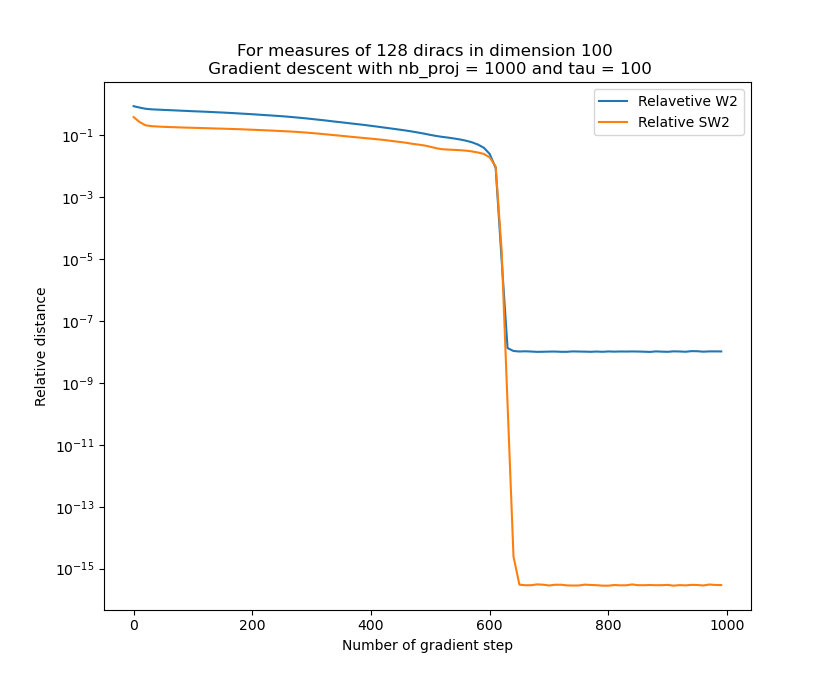 For measures of 128 diracs in dimension 100
Gradient descent with nb_proj = 1000 and tau = 100
Relavetive W2
Relative SW2
10⁻¹
10⁻³
10⁻⁵
10⁻⁷
10⁻⁹
10⁻¹¹
10⁻¹³
10⁻¹⁵
Relative distance
0 200 400 600 800 1000
Number of gradient step